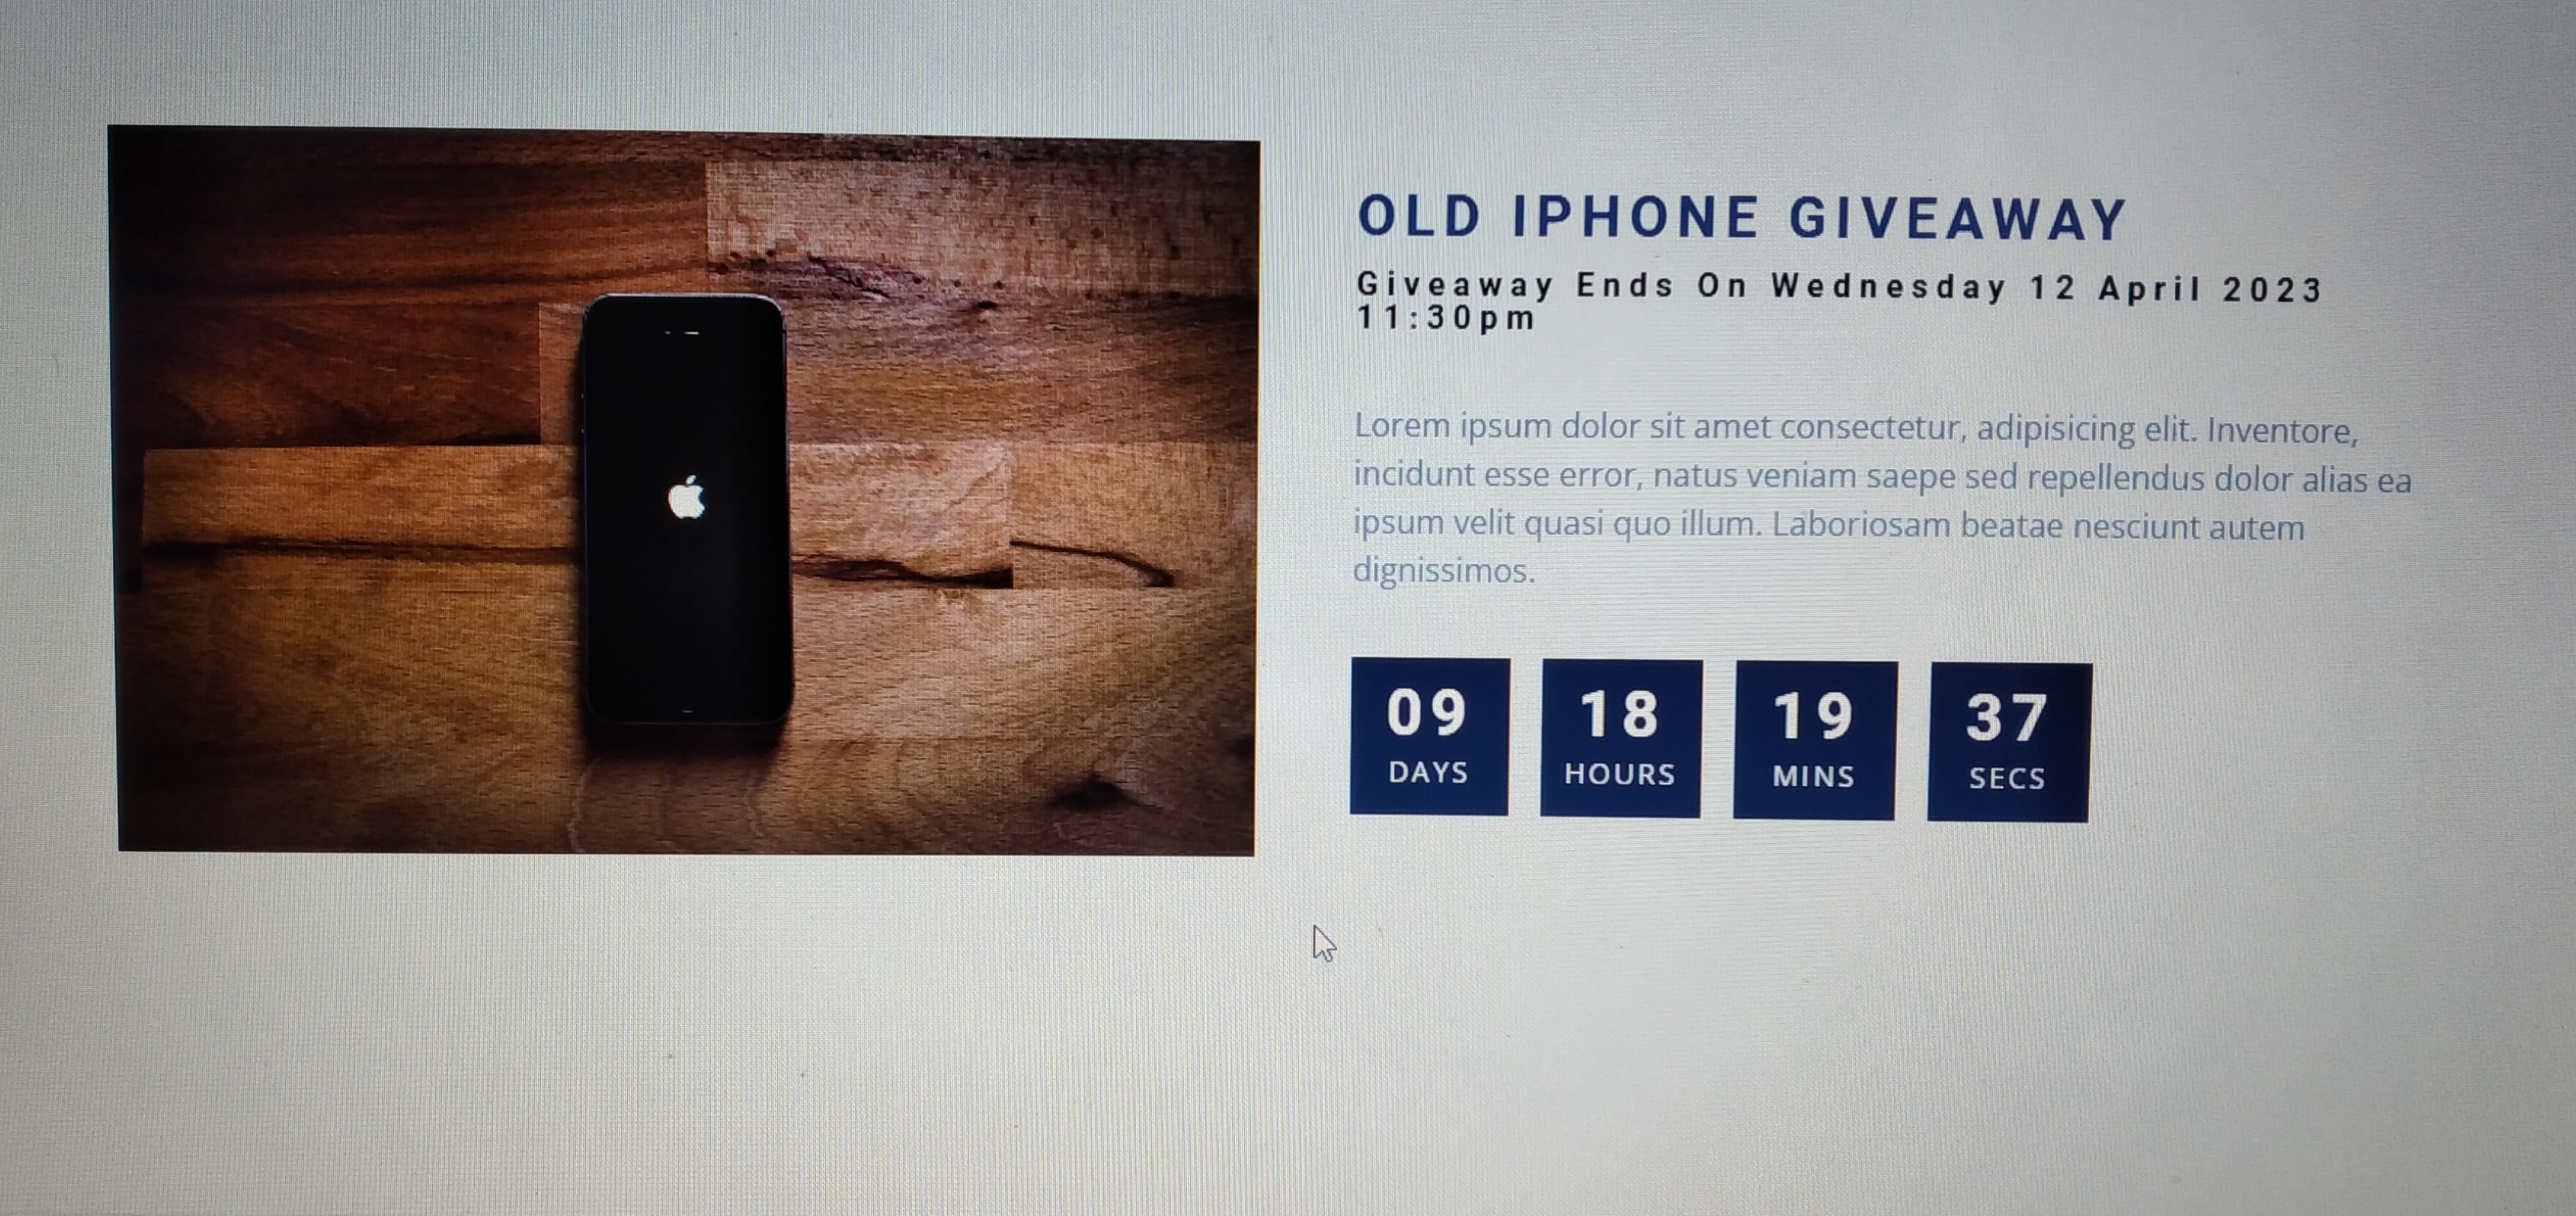 OLD IPHONE GIVEAWAY
Giveaway Ends On Wednesday 12 April 2023
11:30pm
Lorem ipsum dolor sit amet consectetur, adipisicing elit. Inventore,
incidunt esse error, natus veniam saepe sed repellendus dolor alias ea
ipsum velit quasi quo illum. Laboriosam beatae nesciunt autem
dignissimos.
09 18 19 37
DAYS HOURS MINS SECS